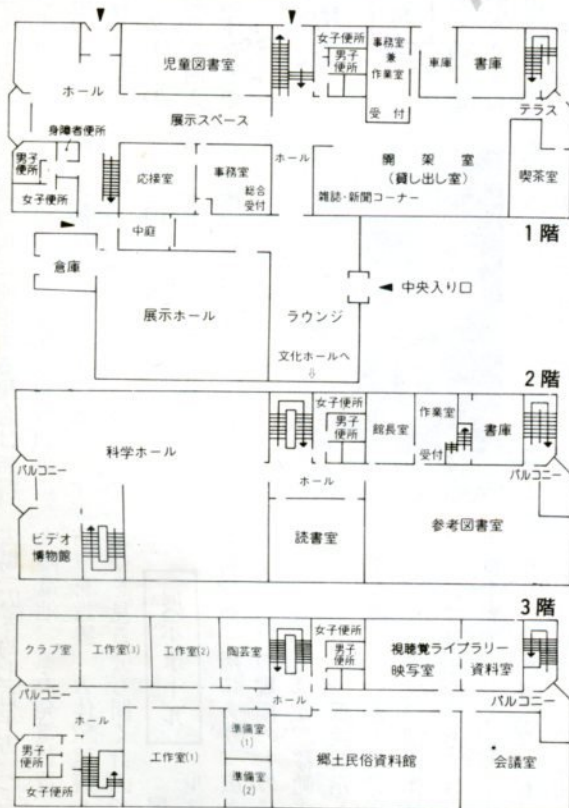 児童図書室
女子便所
男子
便所
事務室
兼
作業室
受付
車庫
書庫
ホール
展示スペース
テラス
身障者便所
男子
便所
女子便所
応接室
事務室
総合
受付
ホール
開架室
(貸し出し室)
雑誌・新聞コーナー
喫茶室
1階
中庭
倉庫
展示ホール
ラウンジ
中央入り口
文化ホールへ
2階
女子便所
男子
便所
館長室
作業室
受付
書庫
科学ホール
バルコニー
ホール
バルコニー
ビデオ
博物館
読書室
参考図書室
3階
クラブ室
工作室(3)
工作室(2)
陶芸室
女子便所
男子
便所
視聴覚ライブラリー
映写室
資料室
バルコニー
ホール
ホール
バルコニー
男子
便所
女子便所
工作室(1)
準備室
(1)
準備室
(2)
郷土民俗資料館
会議室